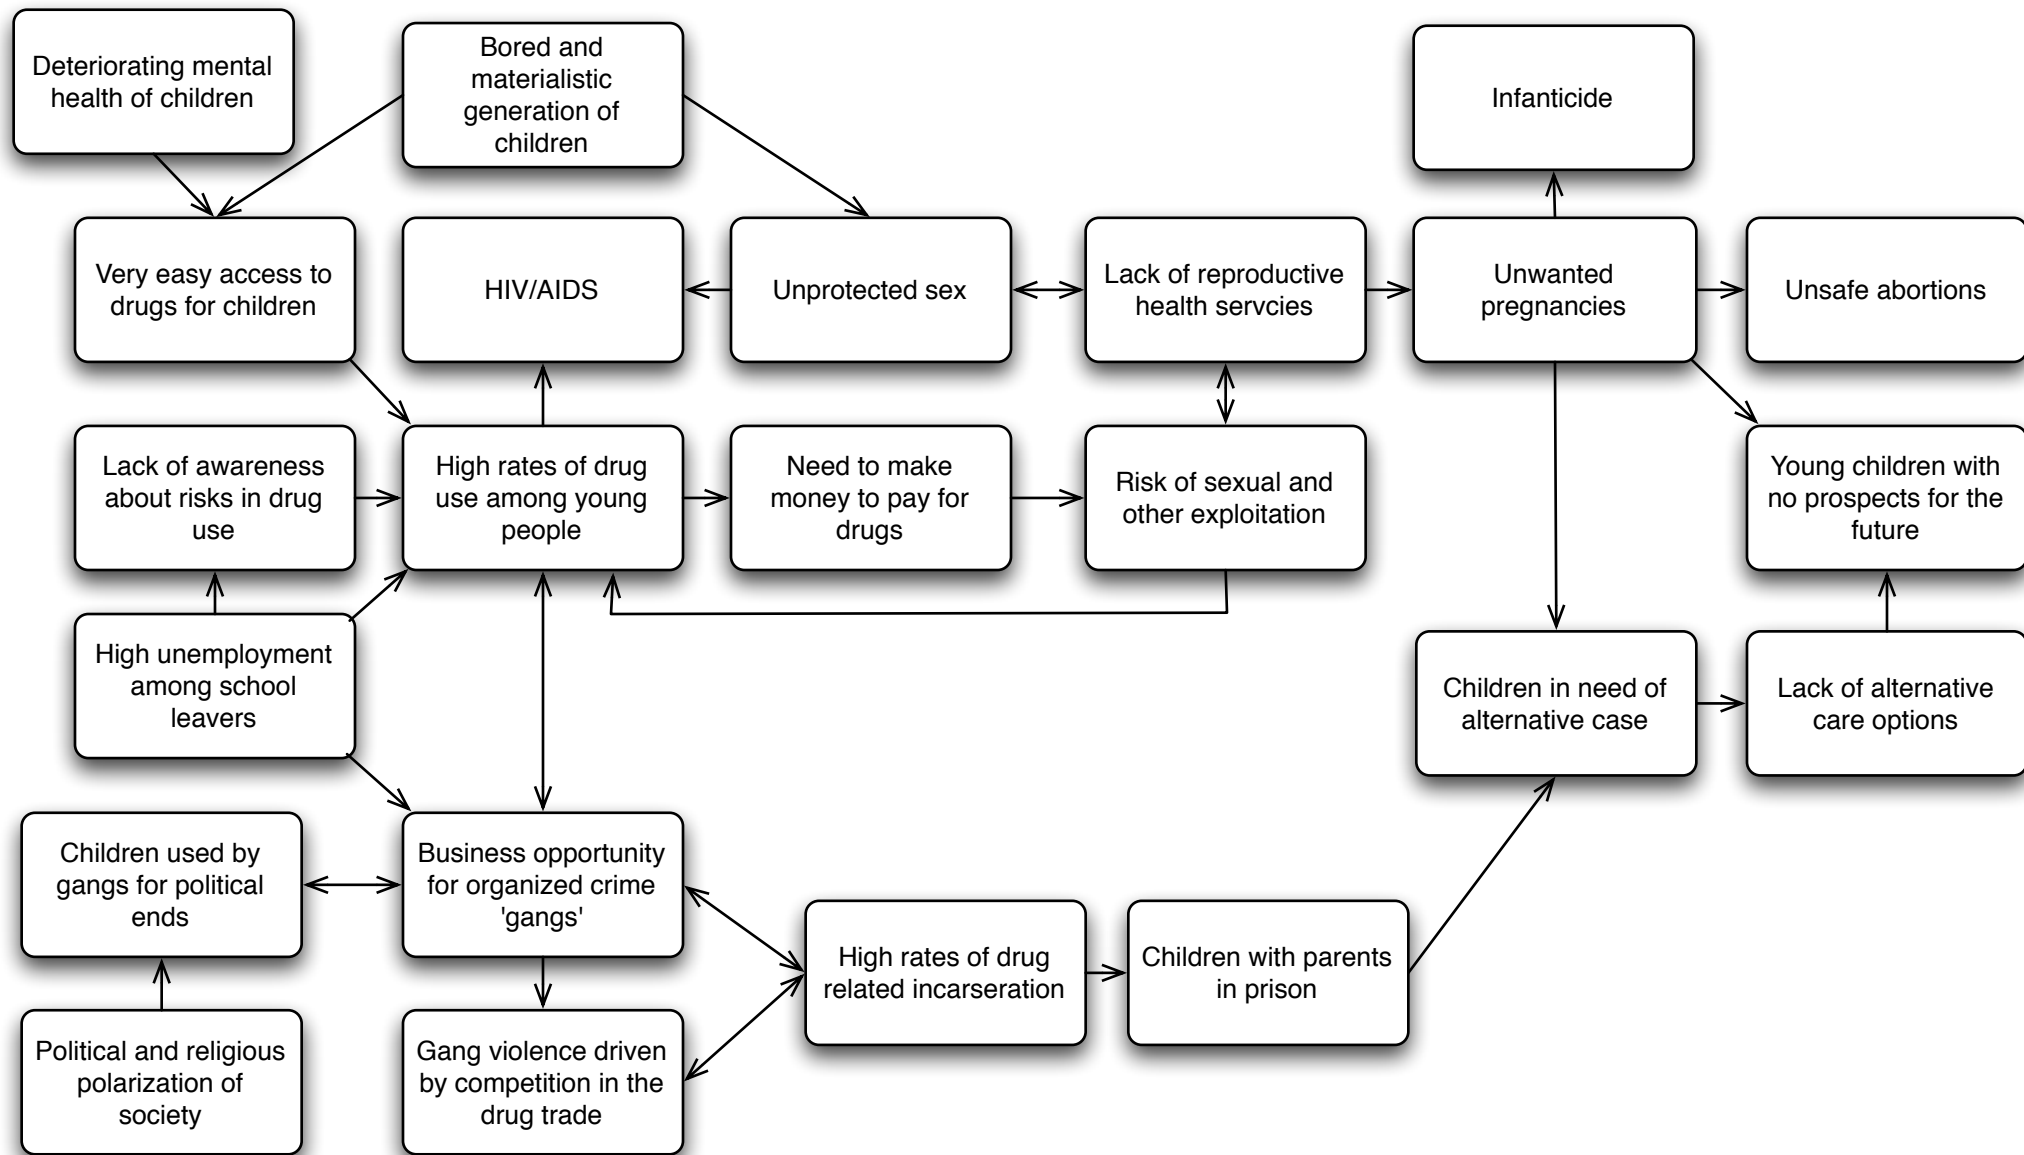 Deteriorating mental
health of children
Bored and
materialistic
generation of
children
Infanticide
Very easy access to
drugs for children
HIV/AIDS
Unprotected sex
Lack of reproductive
health servcies
Unwanted
pregnancies
Unsafe abortions
Lack of awareness
about risks in drug
use
High rates of drug
use among young
people
Need to make
money to pay for
drugs
Risk of sexual and
other exploitation
Young children with
no prospects for the
future
High unemployment
among school
leavers
Children in need of
alternative case
Lack of alternative
care options
Children used by
gangs for political
ends
Business opportunity
for organized crime
'gangs'
High rates of drug
related incarseration
Children with parents
in prison
Political and religious
polarization of
society
Gang violence driven
by competition in the
drug trade